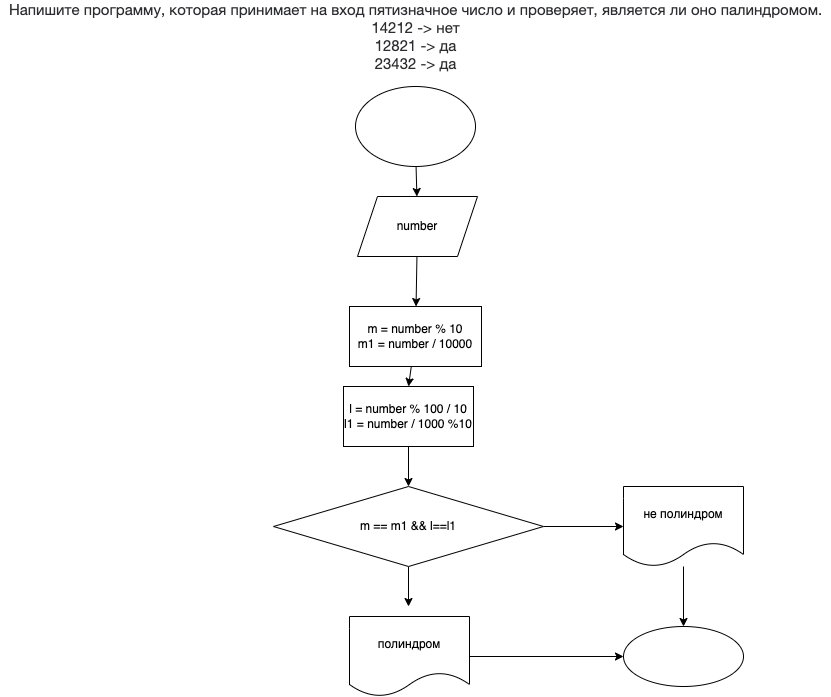 Напишите программу, которая принимает на вход пятизначное число и проверяет, является ли оно палиндромом.
14212 -> нет
12821 -> да
23432 -> да
number
m = number % 10
m1 = number / 10000
l = number % 100 / 10
l1 = number / 1000 %10
m == m1 && l==l1
не полиндром
полиндром